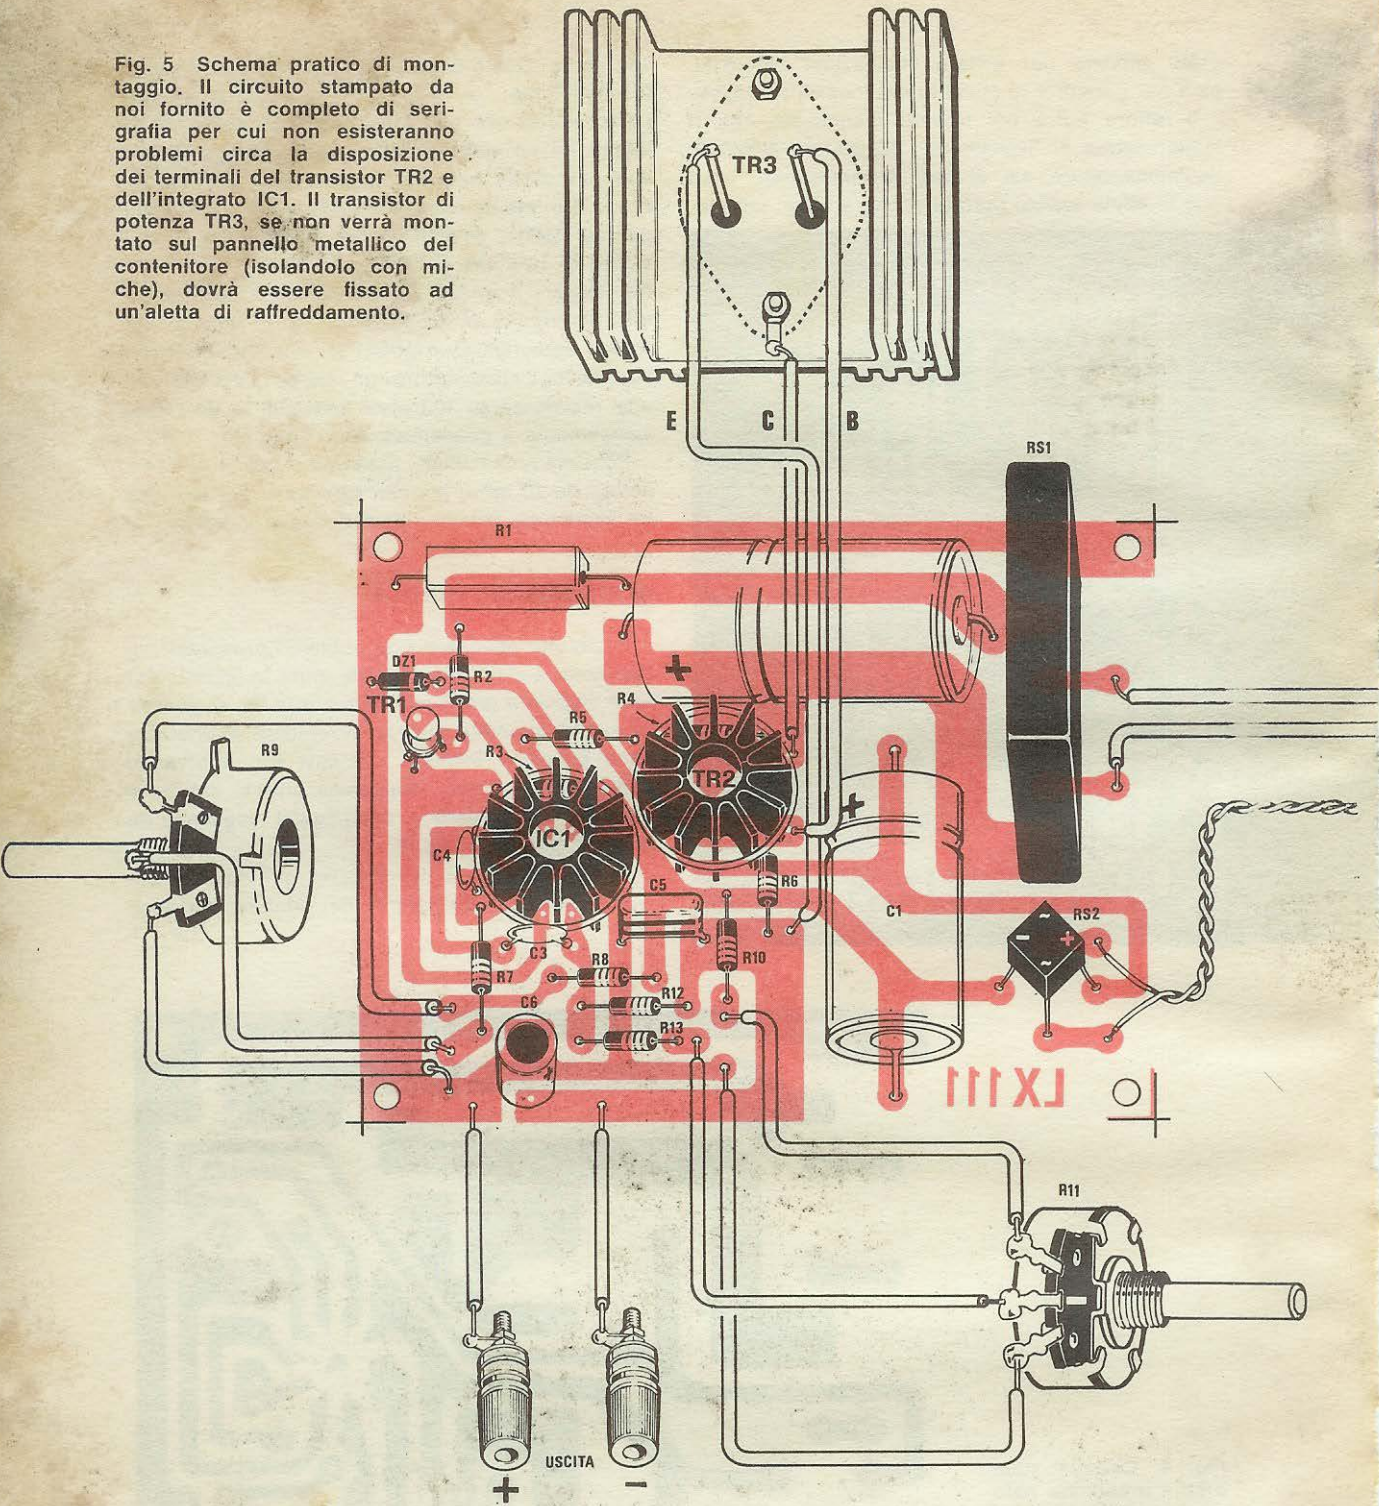 Fig. 5 Schema pratico di mon-
taggio. Il circuito stampato da
noi fornito è completo di seri-
grafia per cui non esisteranno
problemi circa la disposizione
dei terminali del transistor TR2 e
dell'integrato IC1. Il transistor di
potenza TR3, se non verrà mon-
tato sul pannello metallico del
contenitore (isolandolo con mi-
che), dovrà essere fissato ad
un'aletta di raffreddamento.
TR3
E C B
RS1
R1
DZ1
R2
TR1
R4
R5
R3
R9
TR2
+
+
IC1
C4
R6
C5
C1
RS2
~
- +
~
C3
R10
R7
R8
R12
C6
R13
+
LX111
R11
USCITA
+ -